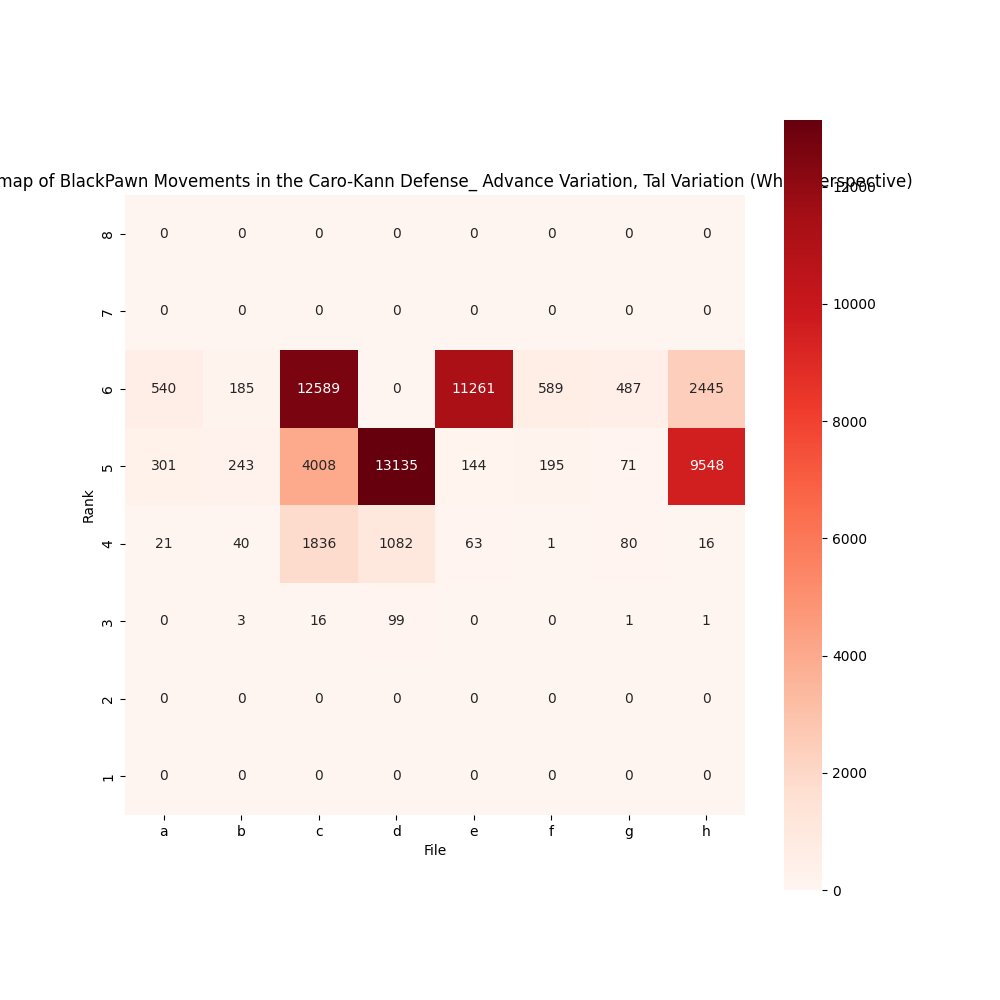 map of BlackPawn Movements in the Caro-Kann Defense_ Advance Variation, Tal Variation (Wh erspective)
12000
8 0 0 0 0 0 0 0 0
7 0 0 0 0 0 0 0 0
10000
6 540 185 12589 0 11261 589 487 2445
8000
5 301 243 4008 13135 144 195 71 9548
Rank
6000
4 21 40 1836 1082 63 1 80 16
3 0 3 16 99 0 0 1 1
4000
2 0 0 0 0 0 0 0 0
2000
1 0 0 0 0 0 0 0 0
a b c d e f g h
File
0